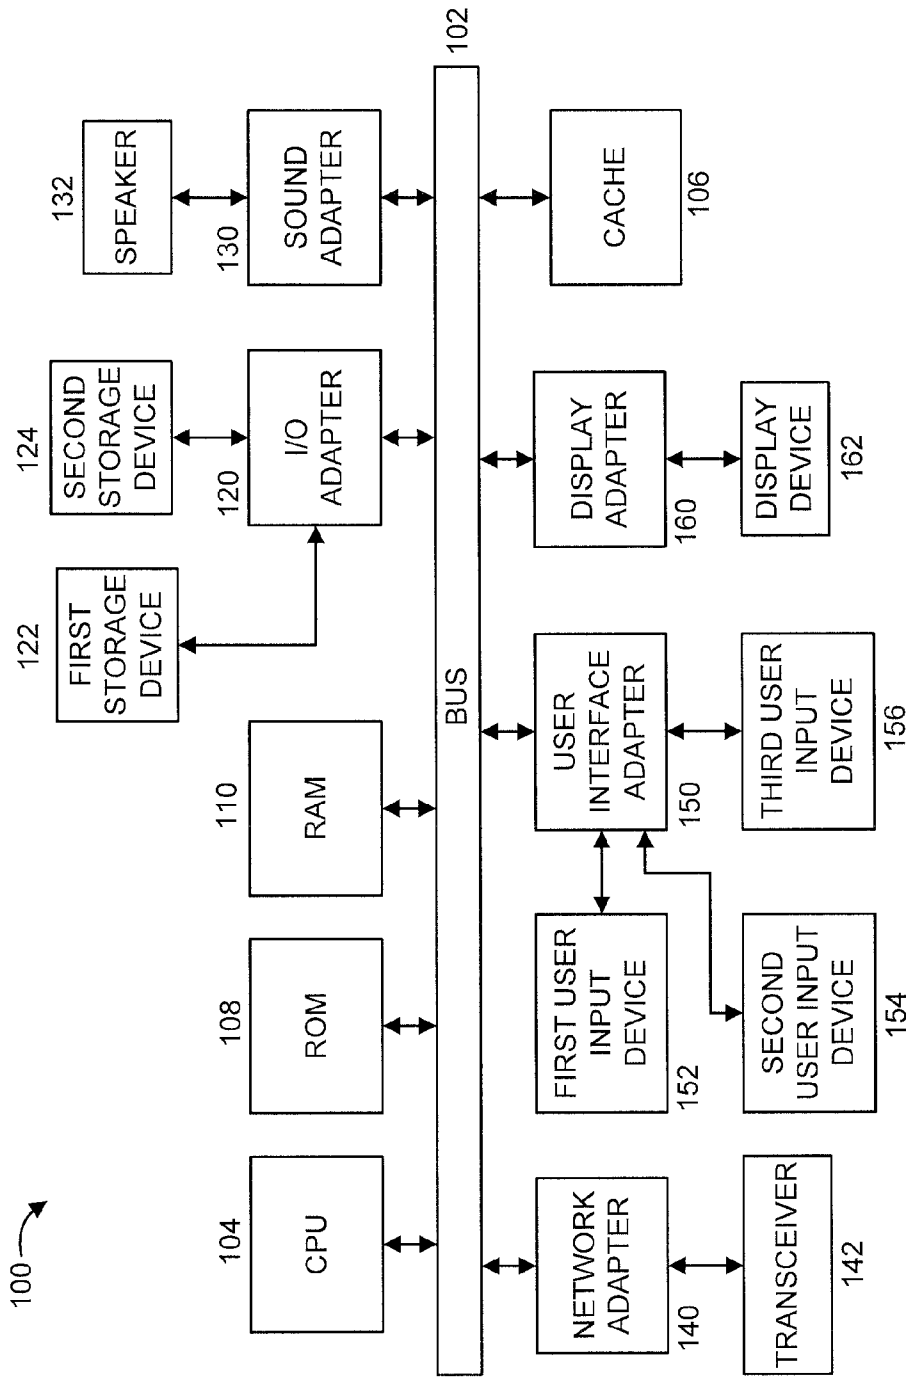 100
122
FIRST
STORAGE
DEVICE
124
SECOND
STORAGE
DEVICE
132
SPEAKER
104
CPU
108
ROM
110
RAM
120
I/O
ADAPTER
130
SOUND
ADAPTER
BUS
102
NETWORK
ADAPTER
140
FIRST USER
INPUT
DEVICE
152
USER
INTERFACE
ADAPTER
150
DISPLAY
ADAPTER
160
CACHE
106
TRANSCEIVER
142
SECOND
USER INPUT
DEVICE
154
THIRD USER
INPUT
DEVICE
156
DISPLAY
DEVICE
162